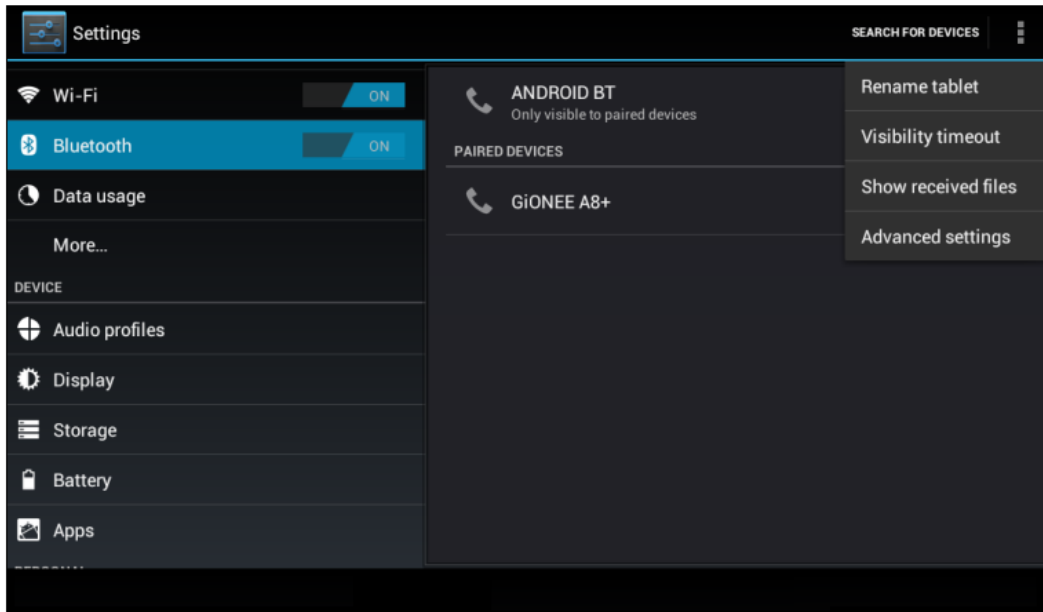 Settings
SEARCH FOR DEVICES
Wi-Fi
ON
Bluetooth
ON
Data usage
More...
DEVICE
Audio profiles
Display
Storage
Battery
Apps
ANDROID BT
Only visible to paired devices
PAIRED DEVICES
GiONEE A8+
Rename tablet
Visibility timeout
Show received files
Advanced settings